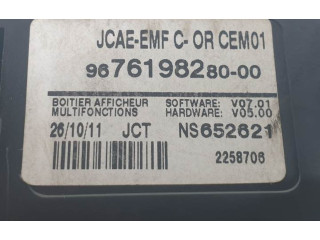 JCAE-EMF C- OR CEM01
9676198280-00
BOITIER AFFICHEUR SOFTWARE: V07.01
MULTIFONCTIONS HARDWARE: V05.00
26/10/11 JCT NS652621
2258706